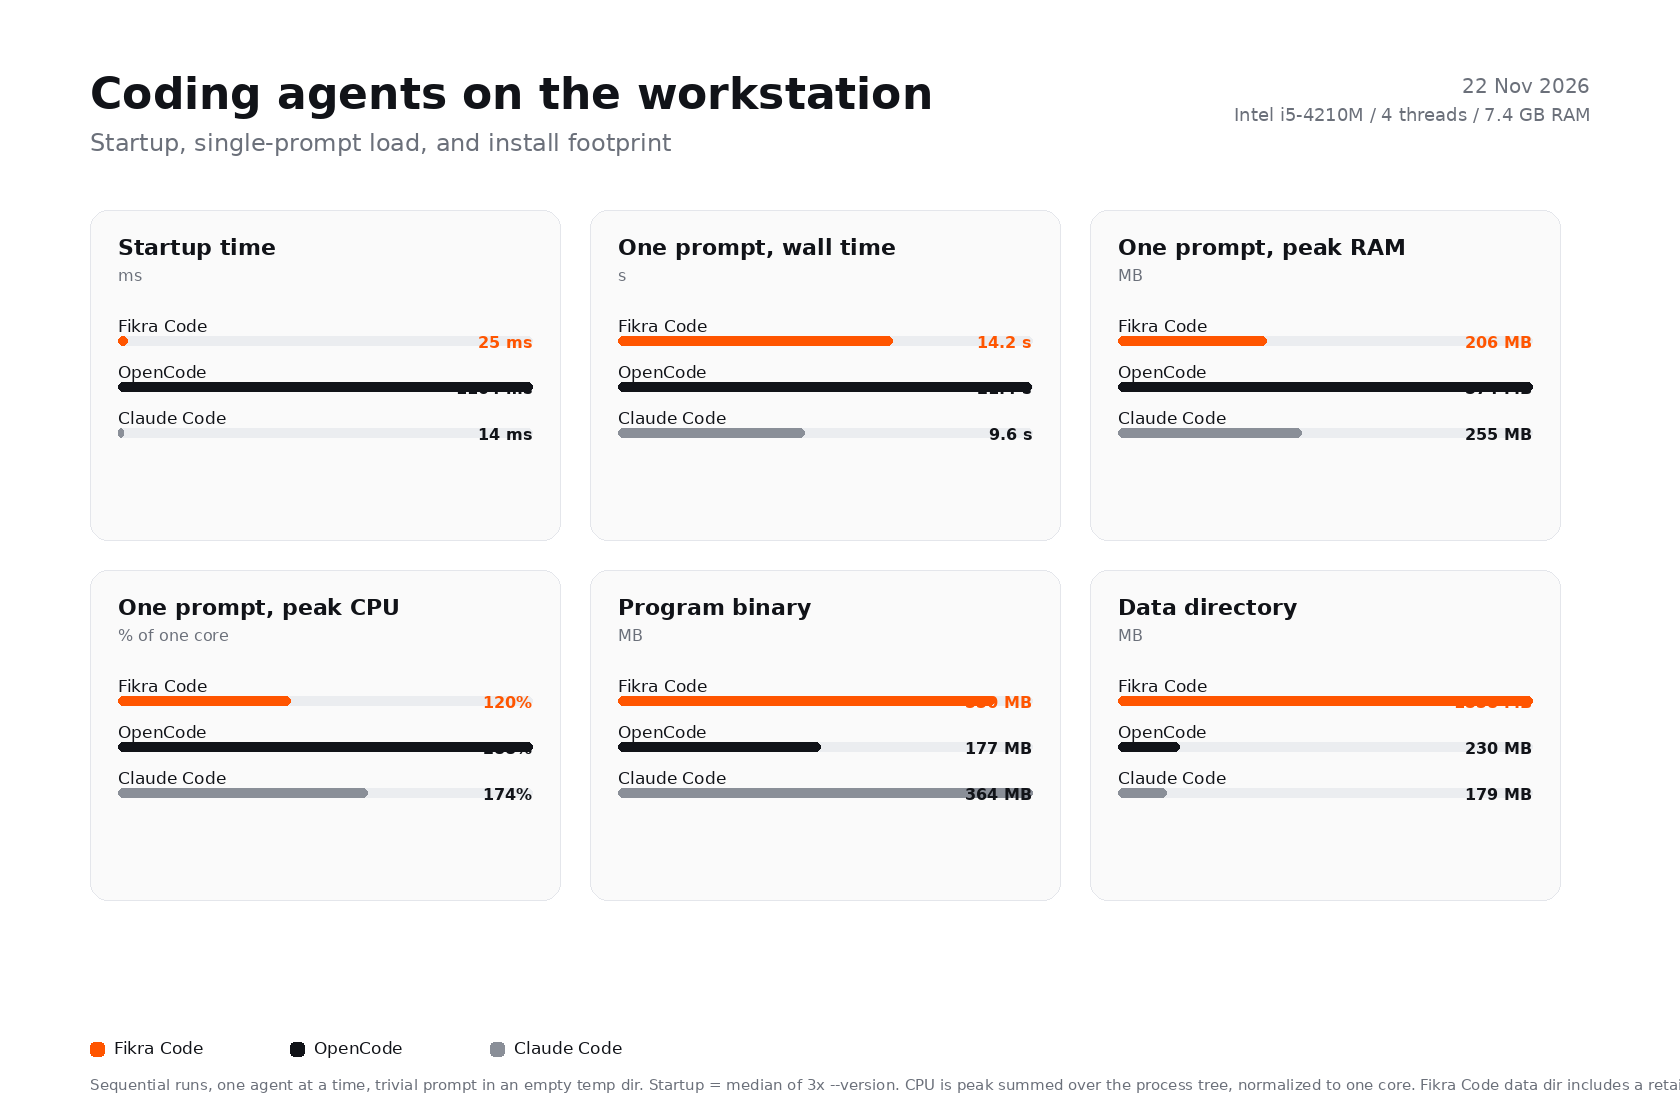 Coding agents on the workstation
22 Nov 2026
Startup, single-prompt load, and install footprint
Intel i5-4210M / 4 threads / 7.4 GB RAM
Startup time
ms
Fikra Code
25 ms
OpenCode
Claude Code
14 ms
One prompt, wall time
s
Fikra Code
14.2 s
OpenCode
Claude Code
9.6 s
One prompt, peak RAM
MB
Fikra Code
206 MB
OpenCode
Claude Code
255 MB
One prompt, peak CPU
% of one core
Fikra Code
120%
OpenCode
Claude Code
174%
Program binary
MB
Fikra Code
MB
OpenCode
177 MB
Claude Code
364 MB
Data directory
MB
Fikra Code
OpenCode
230 MB
Claude Code
179 MB
Fikra Code
OpenCode
Claude Code
Sequential runs, one agent at a time, trivial prompt in an empty temp dir. Startup = median of 3x --version. CPU is peak summed over the process tree, normalized to one core. Fikra Code data dir includes a